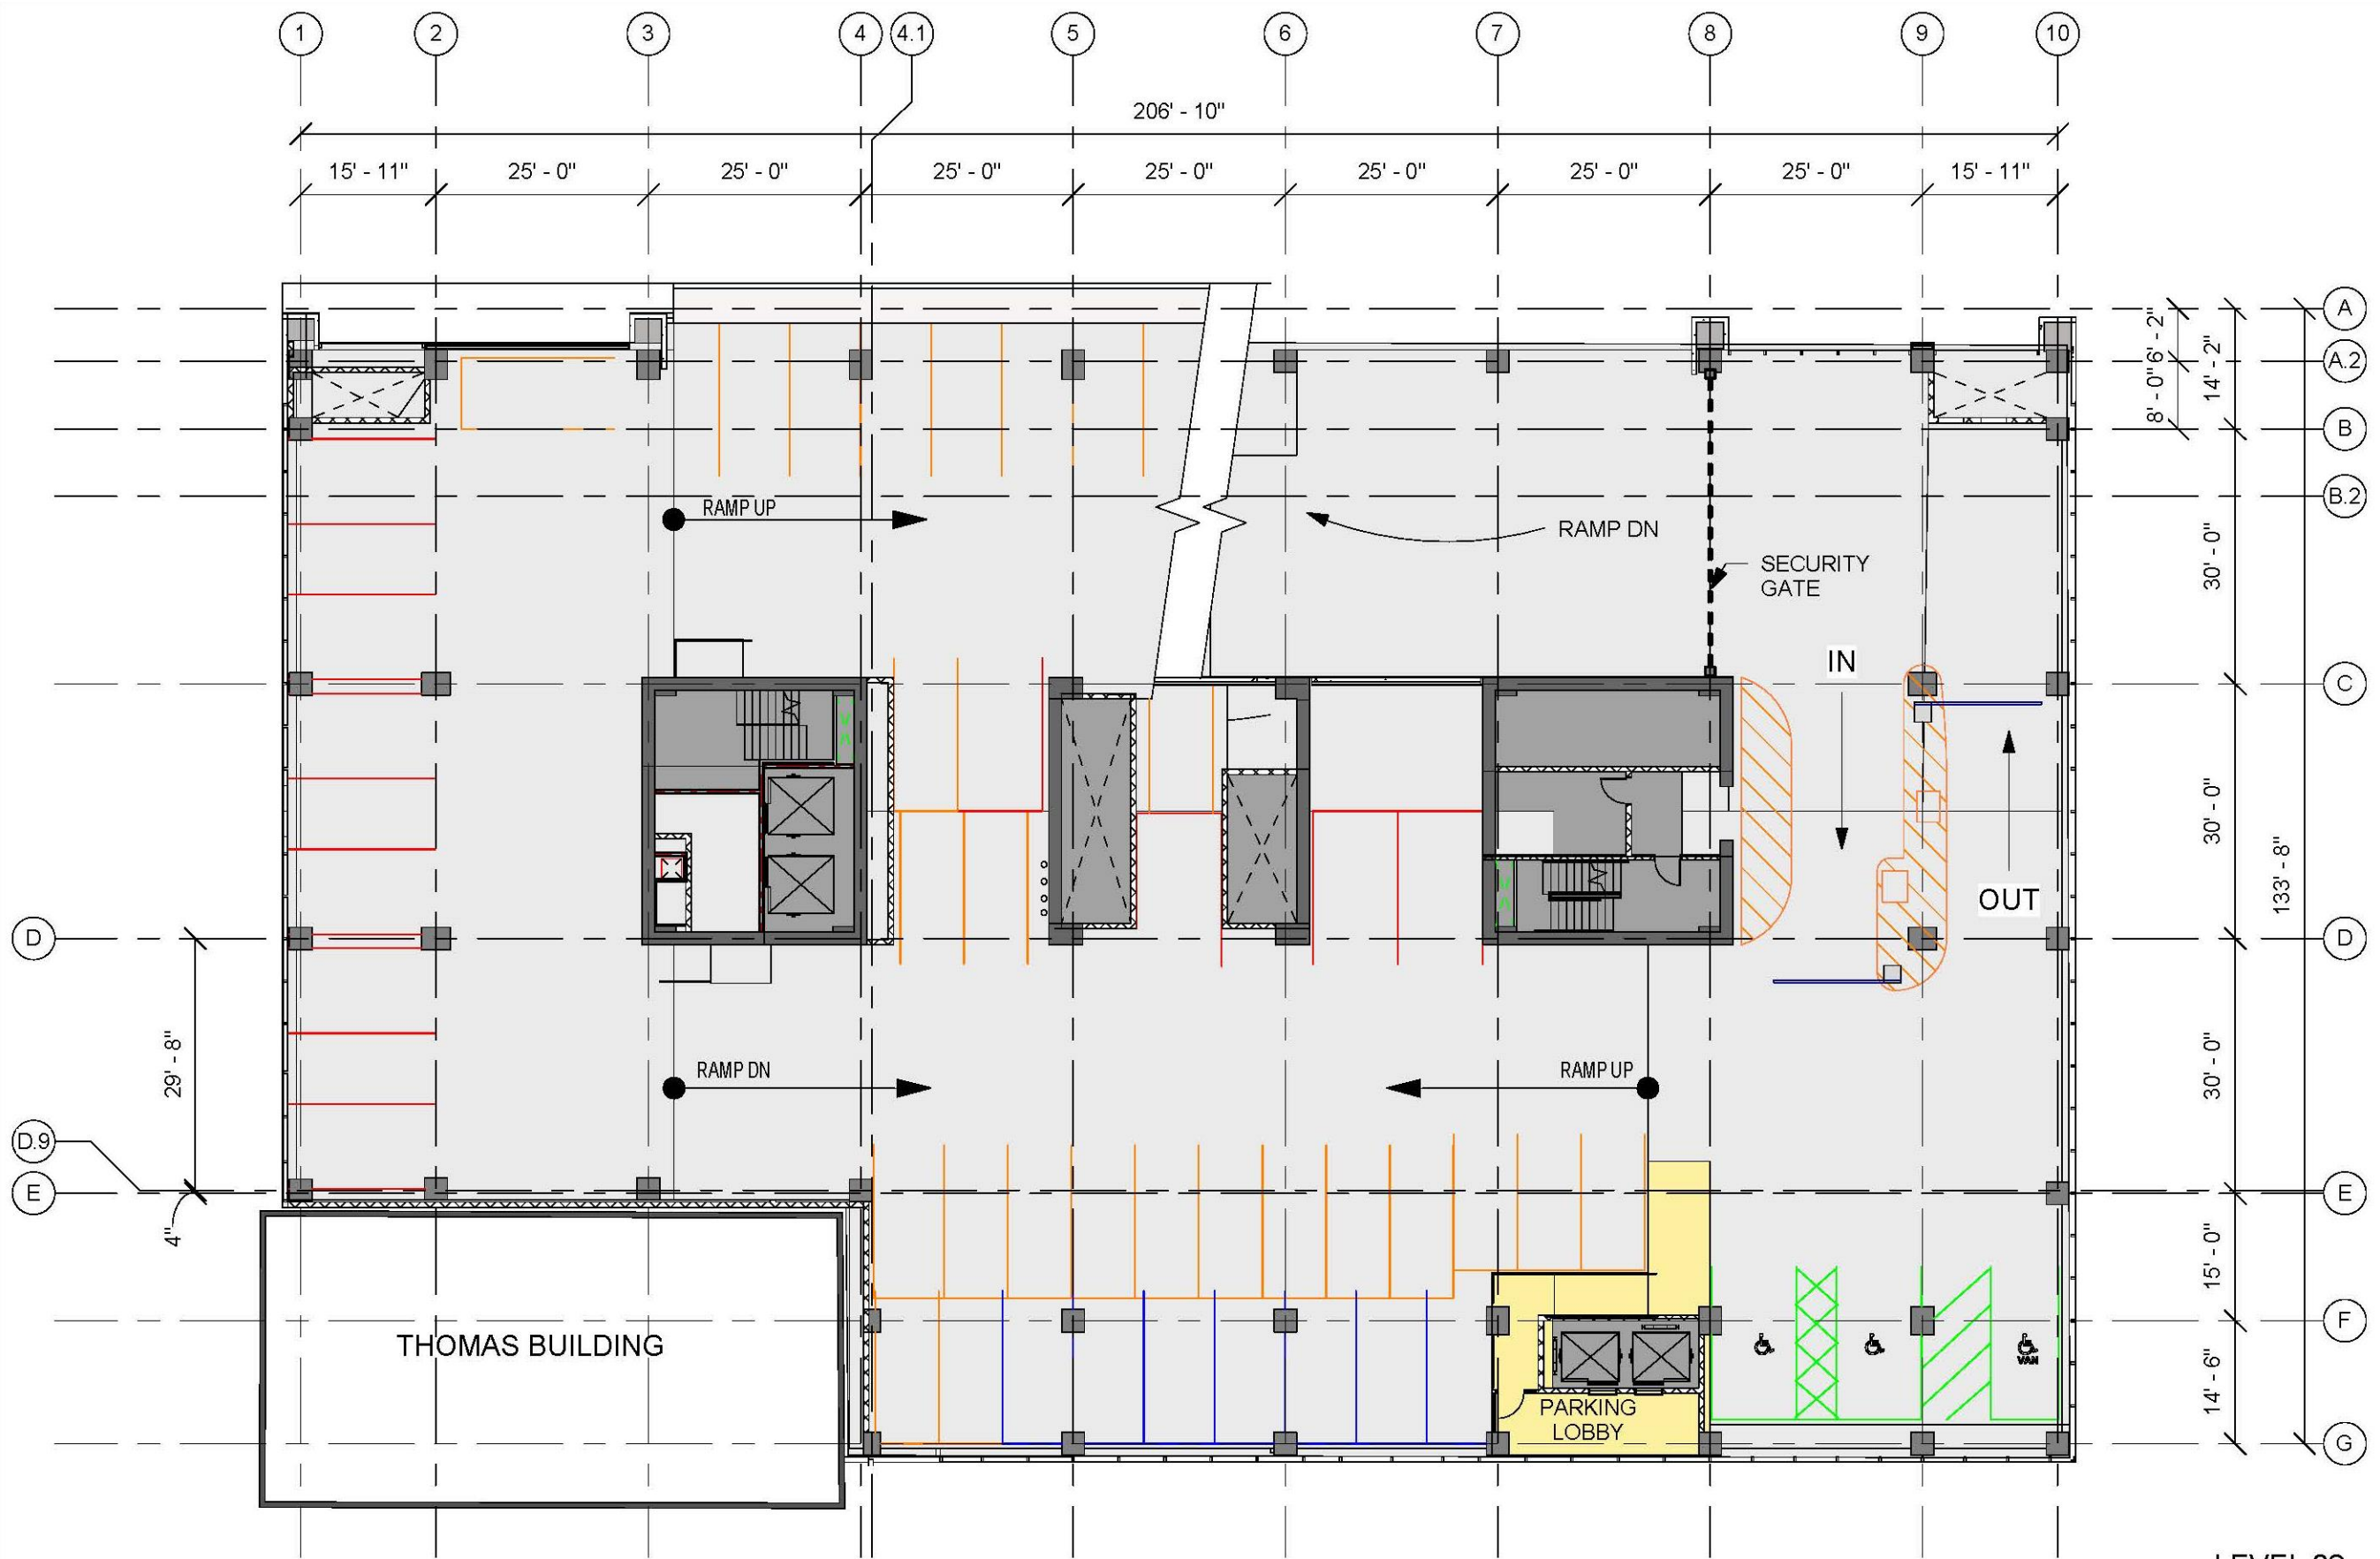 1 2 3 4 4.1 5 6 7 8 9 10
206' - 10"
15' - 11" 25' - 0" 25' - 0" 25' - 0" 25' - 0" 25' - 0" 25' - 0" 25' - 0" 15' - 11"
A
6' - 2"
14' - 2"
A.2
8' - 0"
B
B.2
RAMP UP
RAMP DN
30' - 0"
SECURITY
GATE
IN
C
30' - 0"
133' - 8"
OUT
D
D
29' - 8"
RAMP DN
RAMP UP
30' - 0"
D.9
E
E
4"
15' - 0"
THOMAS BUILDING
F
VAN
14' - 6"
PARKING
LOBBY
G